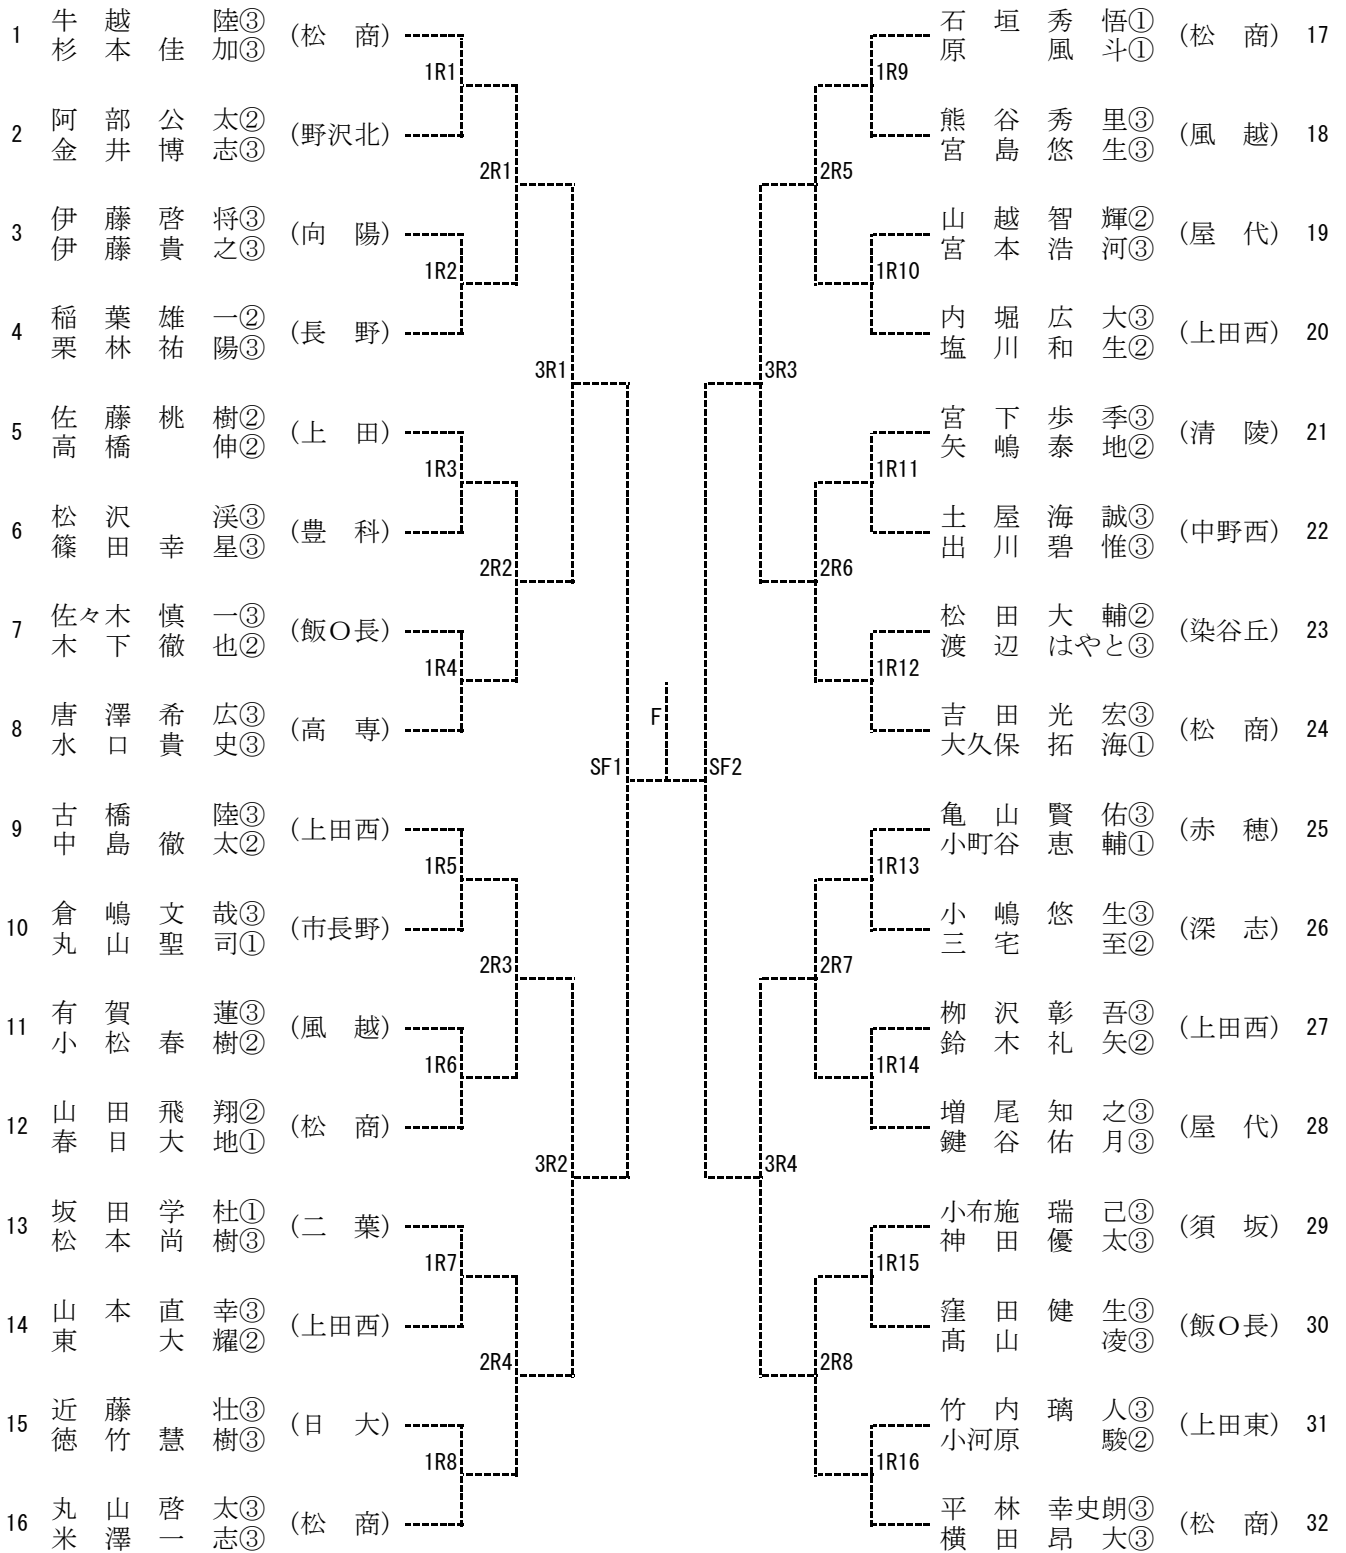 1 牛越 陸③ (松 商)
杉本佳加③
1R1
2 阿部公太② (野沢北)
金井博志③
2R1
3 伊藤啓将③ (向 陽)
伊藤貴之③
1R2
4 稲葉雄一② (長 野)
栗林祐陽③
3R1
5 佐藤桃樹② (上 田)
高橋 伸②
1R3
6 松沢 渓③ (豊 科)
篠田幸星③
2R2
7 佐々木慎一③ (飯O長)
木下徹也②
1R4
8 唐澤希広③ (高 専)
水口貴史③
SF1
9 古橋 陸③ (上田西)
中島徹太②
1R5
10 倉嶋文哉③ (市長野)
丸山聖司①
2R3
11 有賀 蓮③ (風 越)
小松春樹②
1R6
12 山田飛翔② (松 商)
春日大地①
3R2
13 坂田学杜① (二 葉)
松本尚樹③
1R7
14 山本直幸③ (上田西)
東 大耀②
2R4
15 近藤 壮③ (日 大)
徳竹慧樹③
1R8
16 丸山啓太③ (松 商)
米澤一志③
F
石垣秀悟① (松 商) 17
原 風斗①
1R9
熊谷秀里③ (風 越) 18
宮島悠生③
2R5
山越智輝② (屋 代) 19
宮本浩河③
1R10
内堀広大③ (上田西) 20
塩川和生②
3R3
宮下歩季③ (清 陵) 21
矢嶋泰地②
1R11
土屋海誠③ (中野西) 22
出川碧惟③
2R6
松田大輔② (染谷丘) 23
渡辺はやと③
1R12
吉田光宏③ (松 商) 24
大久保拓海①
SF2
亀山賢佑③ (赤 穂) 25
小町谷恵輔①
1R13
小嶋悠生③ (深 志) 26
三宅 至②
2R7
栁沢彰吾③ (上田西) 27
鈴木礼矢②
1R14
増尾知之③ (屋 代) 28
鍵谷佑月③
3R4
小布施瑞己③ (須 坂) 29
神田優太③
1R15
窪田健生③ (飯O長) 30
髙山 凌③
2R8
竹内璃人③ (上田東) 31
小河原 駿②
1R16
平林幸史朗③ (松 商) 32
横田昂大③